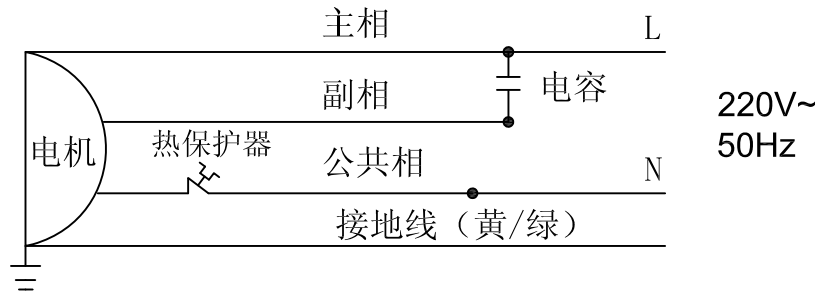 主相
L
副相
电容
220V~
50Hz
电机
热保护器
公共相
N
接地线（黄/绿）